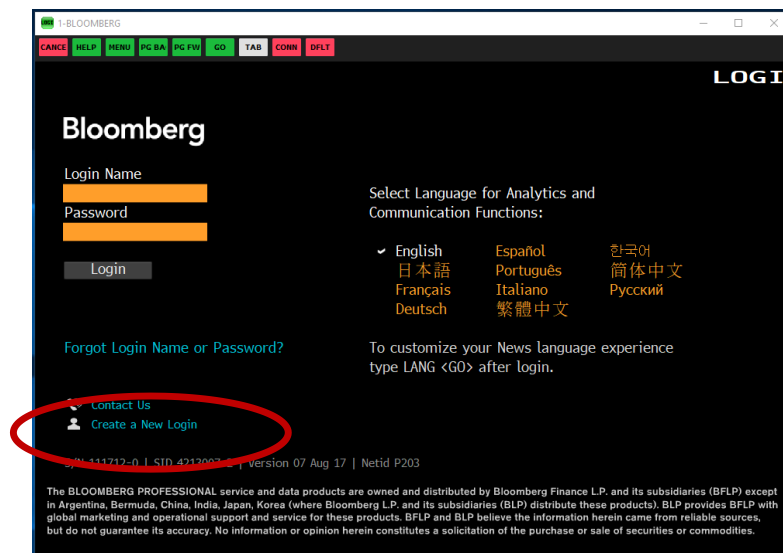 1-BLOOMBERG
CANCE HELP MENU PG BA PG FW GO TAB CONN DFLT
LOGI
Bloomberg
Login Name
Password
Login
Select Language for Analytics and
Communication Functions:
English Español 한국어
日本語 Português 简体中文
Français Italiano Русский
Deutsch 繁體中文
Forgot Login Name or Password?
To customize your News language experience
type LANG <GO> after login.
Contact Us
Create a New Login
S/N 111712-0 | SID | Version 07 Aug 17 | Netid P203
The BLOOMBERG PROFESSIONAL service and data products are owned and distributed by Bloomberg Finance L.P. and its subsidiaries (BFLP) except
in Argentina, Bermuda, China, India, Japan, Korea (where Bloomberg L.P. and its subsidiaries (BLP) distribute these products). BLP provides BFLP with
global marketing and operational support and service for these products. BFLP and BLP believe the information herein came from reliable sources,
but do not guarantee its accuracy. No information or opinion herein constitutes a solicitation of the purchase or sale of securities or commodities.